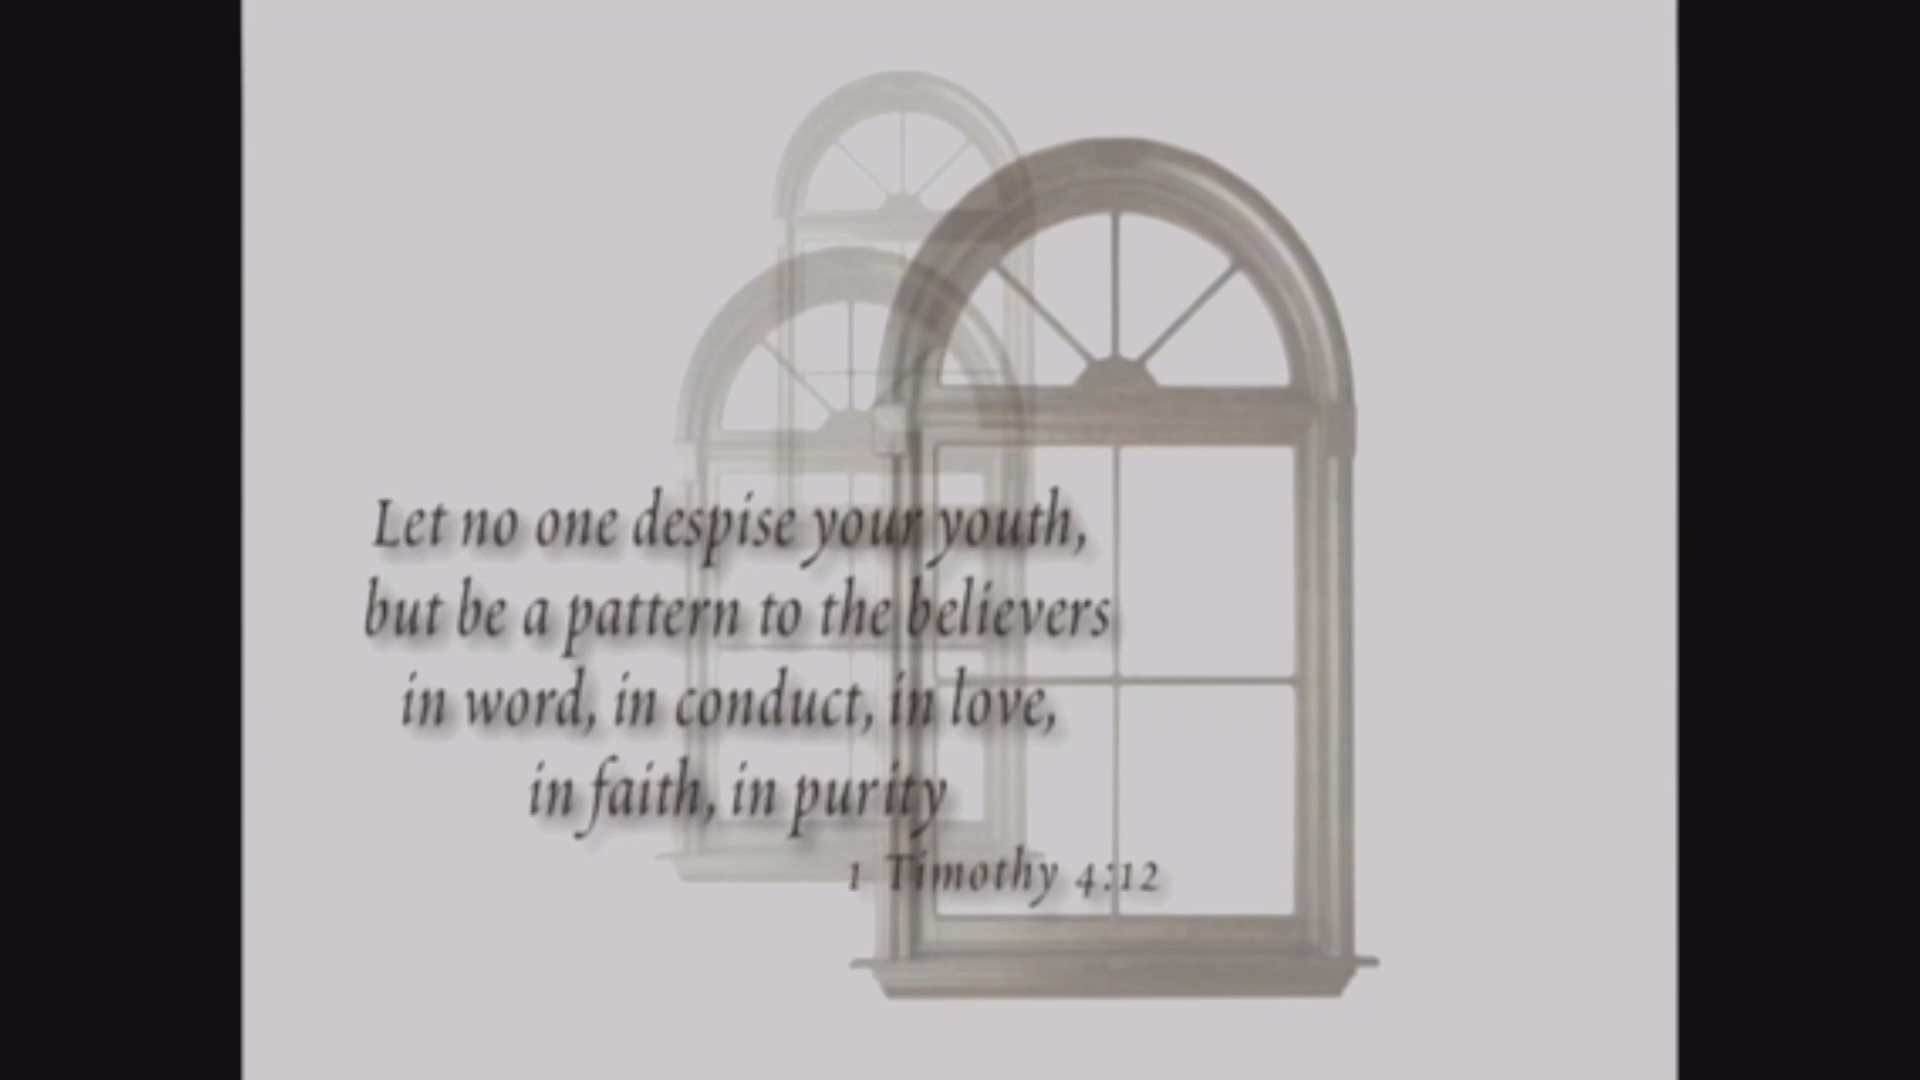 Let no one despise your youth,
but be a pattern to the believers
in word, in conduct, in love,
in faith, in purity
1 Timothy 4:12